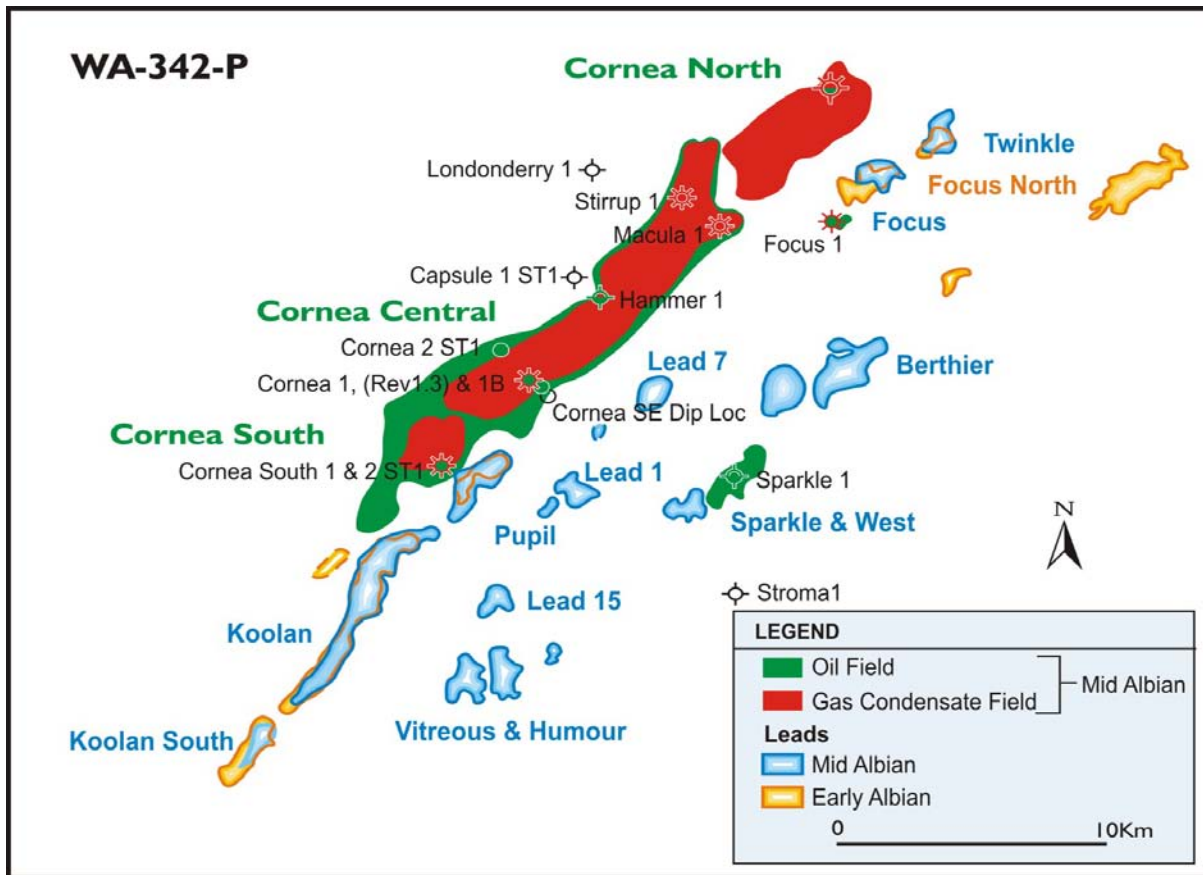 WA-342-P
Cornea North
Londonderry 1
Twinkle
Stirrup 1
Focus North
Macula 1
Focus
Focus 1
Capsule 1 ST1
Hammer 1
Cornea Central
Cornea 2 ST1
Lead 7
Berthier
Cornea 1, (Rev1.3) & 1B
Cornea SE Dip Loc
Cornea South
Cornea South 1 & 2 ST1
Lead 1
Sparkle 1
Sparkle & West
Pupil
N
Lead 15
Stroma1
Koolan
Vitreous & Humour
Koolan South
LEGEND
Oil Field
Gas Condensate Field
Mid Albian
Leads
Mid Albian
Early Albian
0
10Km